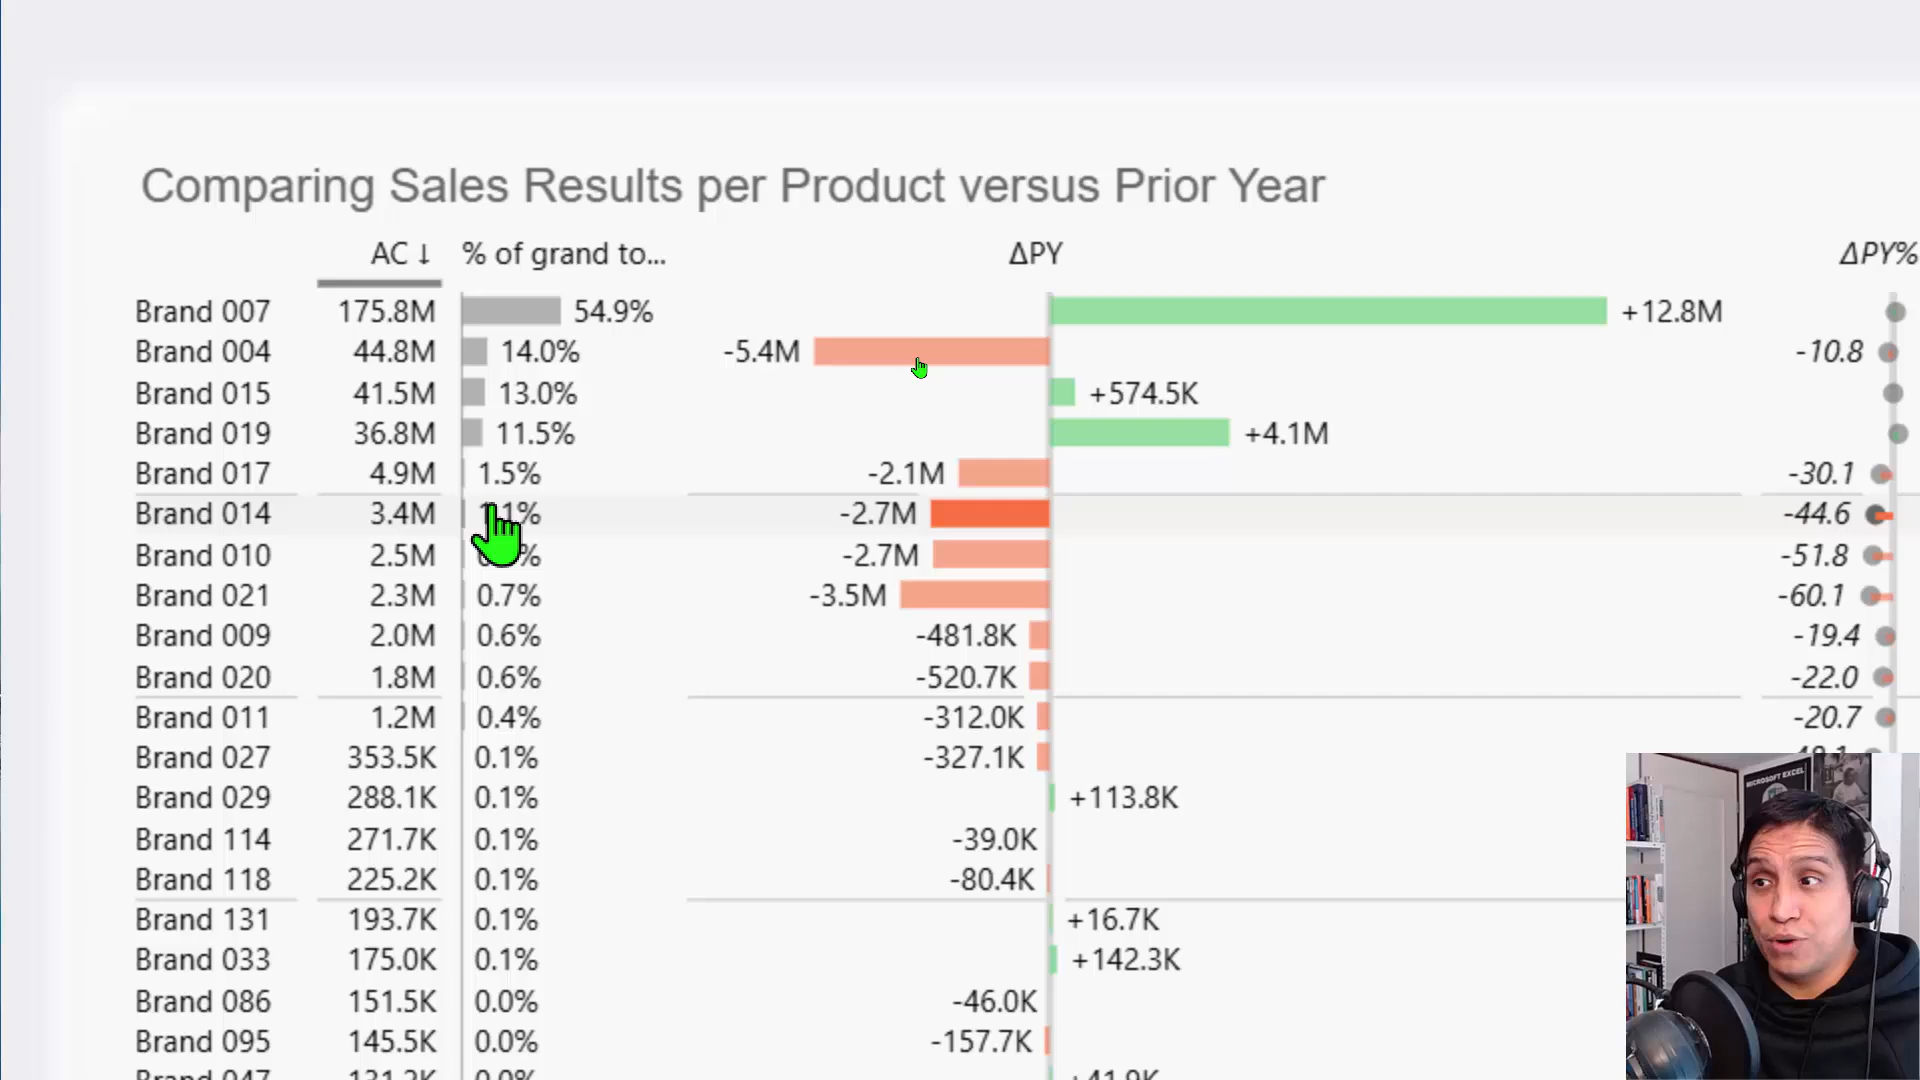 Comparing Sales Results per Product versus Prior Year
AC ↓ % of grand to... ΔPY ΔPY%
Brand 007 175.8M 54.9% +12.8M
Brand 004 44.8M 14.0% -5.4M -10.8
Brand 015 41.5M 13.0% +574.5K
Brand 019 36.8M 11.5% +4.1M
Brand 017 4.9M 1.5% -2.1M -30.1
Brand 014 3.4M -2.7M -44.6
Brand 010 2.5M -2.7M -51.8
Brand 021 2.3M 0.7% -3.5M -60.1
Brand 009 2.0M 0.6% -481.8K -19.4
Brand 020 1.8M 0.6% -520.7K -22.0
Brand 011 1.2M 0.4% -312.0K -20.7
Brand 027 353.5K 0.1% -327.1K
Brand 029 288.1K 0.1% +113.8K
Brand 114 271.7K 0.1% -39.0K
Brand 118 225.2K 0.1% -80.4K
Brand 131 193.7K 0.1% +16.7K
Brand 033 175.0K 0.1% +142.3K
Brand 086 151.5K 0.0% -46.0K
Brand 095 145.5K 0.0% -157.7K
Brand 047 0.0%
MICROSOFT EXCEL